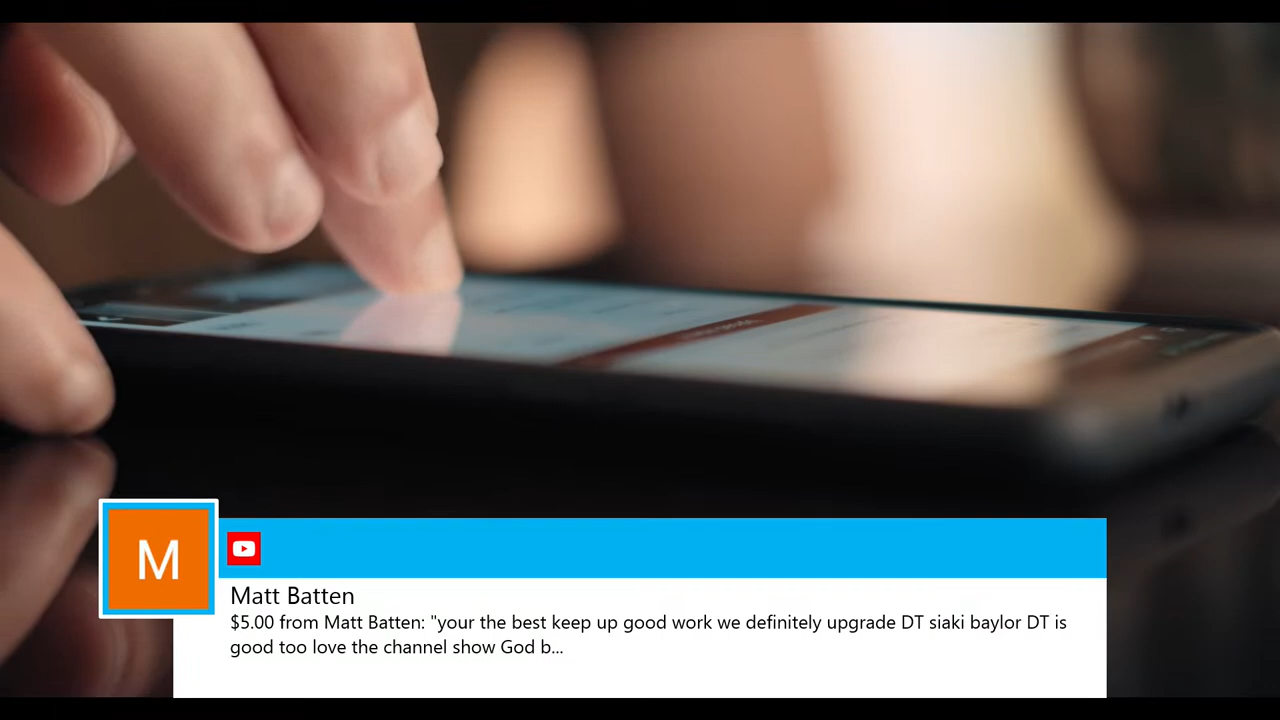 M
Matt Batten
$5.00 from Matt Batten: "your the best keep up good work we definitely upgrade DT siaki baylor DT is
good too love the channel show God b...